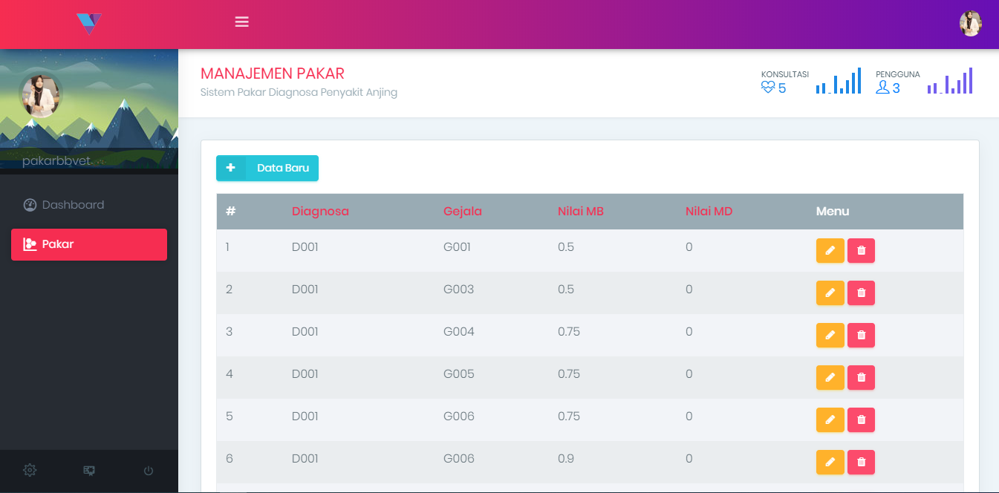 MANAJEMEN PAKAR
Sistem Pakar Diagnosa Penyakit Anjing
KONSULTASI
5
PENGGUNA
3
pakarbbvet
Dashboard
Pakar
Data Baru
# Diagnosa Gejala Nilai MB Nilai MD Menu
1 D001 G001 0.5 0
2 D001 G003 0.5 0
3 D001 G004 0.75 0
4 D001 G005 0.75 0
5 D001 G006 0.75 0
6 D001 G006 0.9 0